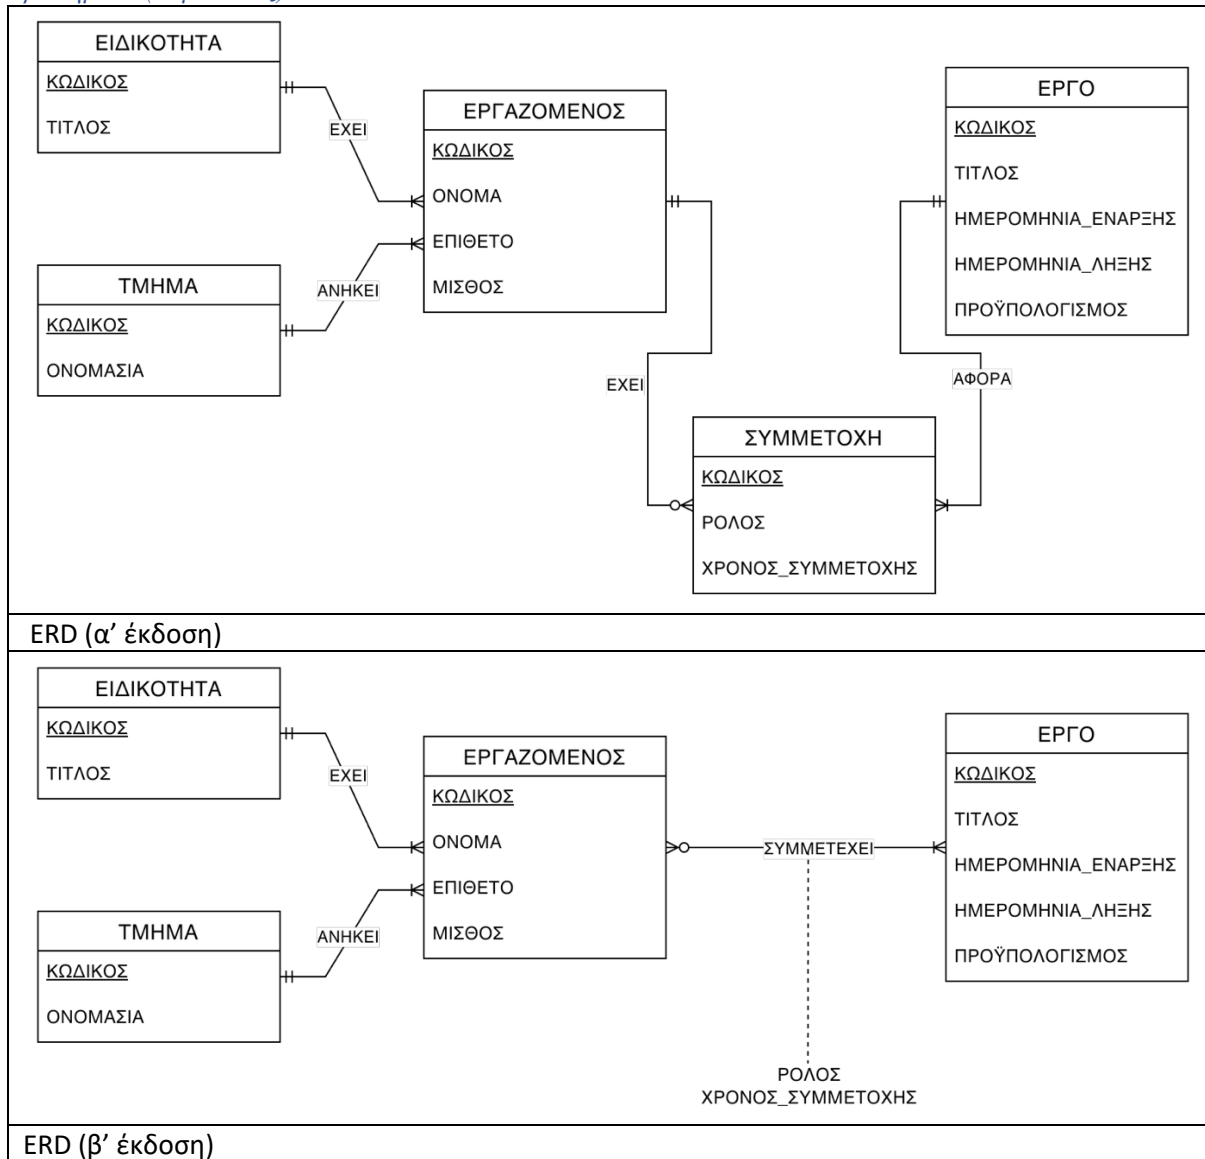 ΕΙΔΙΚΟΤΗΤΑ
ΚΩΔΙΚΟΣ
ΤΙΤΛΟΣ
ΕΧΕΙ
ΤΜΗΜΑ
ΚΩΔΙΚΟΣ
ΟΝΟΜΑΣΙΑ
ΑΝΗΚΕΙ
ΕΡΓΑΖΟΜΕΝΟΣ
ΚΩΔΙΚΟΣ
ΟΝΟΜΑ
ΕΠΙΘΕΤΟ
ΜΙΣΘΟΣ
ΕΧΕΙ
ΕΡΓΟ
ΚΩΔΙΚΟΣ
ΤΙΤΛΟΣ
ΗΜΕΡΟΜΗΝΙΑ_ΕΝΑΡΞΗΣ
ΗΜΕΡΟΜΗΝΙΑ_ΛΗΞΗΣ
ΠΡΟΫΠΟΛΟΓΙΣΜΟΣ
ΑΦΟΡΑ
ΣΥΜΜΕΤΟΧΗ
ΚΩΔΙΚΟΣ
ΡΟΛΟΣ
ΧΡΟΝΟΣ_ΣΥΜΜΕΤΟΧΗΣ
ERD (α’ έκδοση)
ΕΙΔΙΚΟΤΗΤΑ
ΚΩΔΙΚΟΣ
ΤΙΤΛΟΣ
ΕΧΕΙ
ΤΜΗΜΑ
ΚΩΔΙΚΟΣ
ΟΝΟΜΑΣΙΑ
ΑΝΗΚΕΙ
ΕΡΓΑΖΟΜΕΝΟΣ
ΚΩΔΙΚΟΣ
ΟΝΟΜΑ
ΕΠΙΘΕΤΟ
ΜΙΣΘΟΣ
ΣΥΜΜΕΤΕΧΕΙ
ΡΟΛΟΣ
ΧΡΟΝΟΣ_ΣΥΜΜΕΤΟΧΗΣ
ΕΡΓΟ
ΚΩΔΙΚΟΣ
ΤΙΤΛΟΣ
ΗΜΕΡΟΜΗΝΙΑ_ΕΝΑΡΞΗΣ
ΗΜΕΡΟΜΗΝΙΑ_ΛΗΞΗΣ
ΠΡΟΫΠΟΛΟΓΙΣΜΟΣ
ERD (β’ έκδοση)